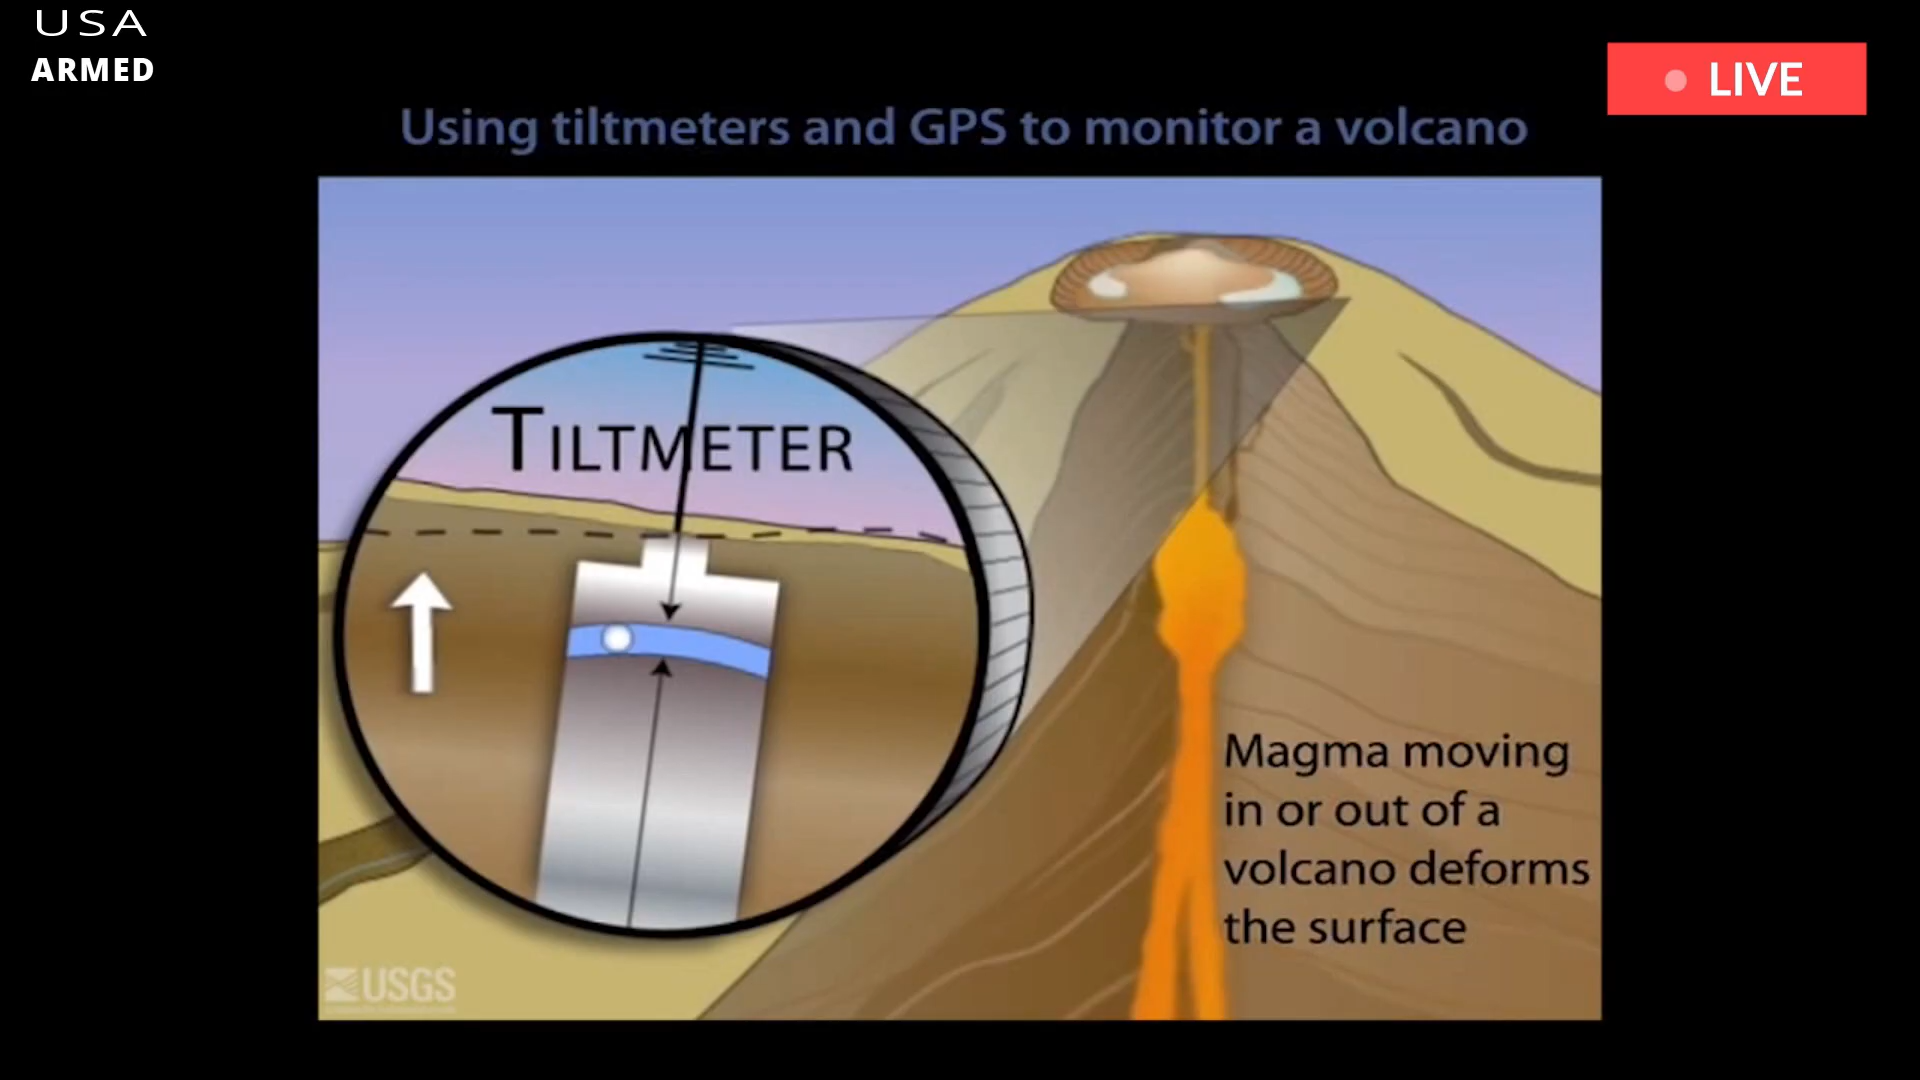 USA
ARMED
LIVE
Using tiltmeters and GPS to monitor a volcano
TILTMETER
Magma moving
in or out of a
volcano deforms
the surface
USGS